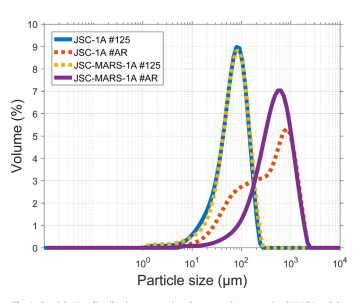 10
9
8
7
6
5
4
3
2
1
0
Volume (%)
JSC-1A #125
JSC-1A #AR
JSC-MARS-1A #125
JSC-MARS-1A #AR
10⁰ 10¹ 10² 10³ 10⁴
Particle size (μm)